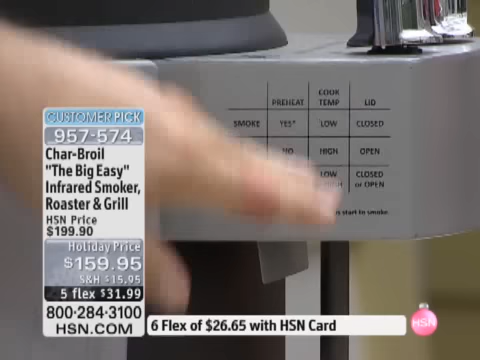 CUSTOMER PICK
957-574
Char-Broil
"The Big Easy"
Infrared Smoker,
Roaster & Grill
HSN Price
$199.90
Holiday Price
$159.95
S&H $15.95
5 flex $31.99
800·284·3100
HSN.COM
PREHEAT COOK TEMP LID
SMOKE YES* LOW CLOSED
NO HIGH OPEN
LOW CLOSED
or OPEN
start to smoke.
6 Flex of $26.65 with HSN Card
HSN